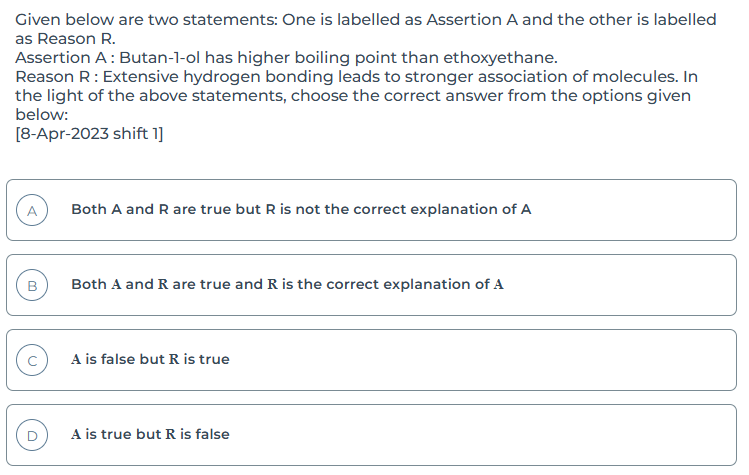 Given below are two statements: One is labelled as Assertion A and the other is labelled
as Reason R.
Assertion A : Butan-1-ol has higher boiling point than ethoxyethane.
Reason R : Extensive hydrogen bonding leads to stronger association of molecules. In
the light of the above statements, choose the correct answer from the options given
below:
[8-Apr-2023 shift 1]
A Both A and R are true but R is not the correct explanation of A
B Both A and R are true and R is the correct explanation of A
C A is false but R is true
D A is true but R is false